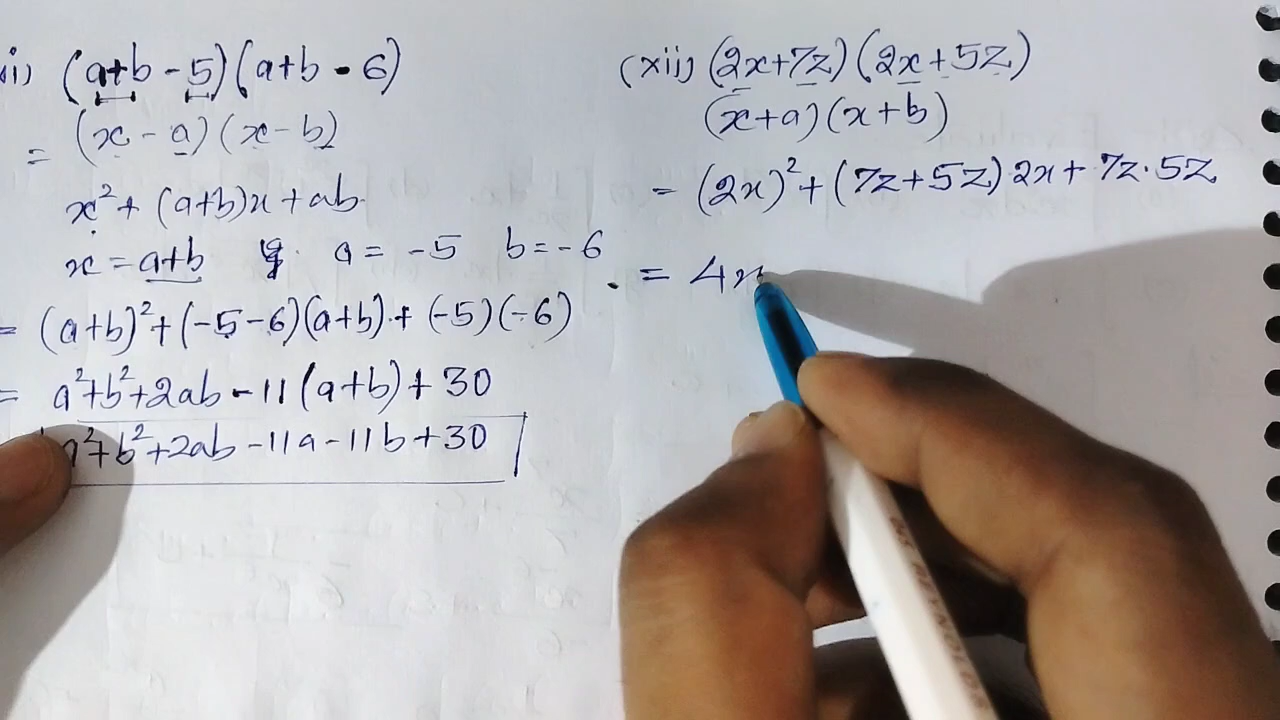 ii) (a+b - 5)(a+b - 6)
= (x - a)(x - b)
x² + (a+b)x + ab.
x = a+b & a = -5 b = -6
= (a+b)² + (-5-6)(a+b) + (-5)(-6)
= a²+b²+2ab - 11(a+b) + 30
a²+b²+2ab - 11a - 11b + 30
(xii) (2x+7z)(2x+5z)
(x+a)(x+b)
= (2x)² + (7z+5z)2x + 7z·5z
= 4x